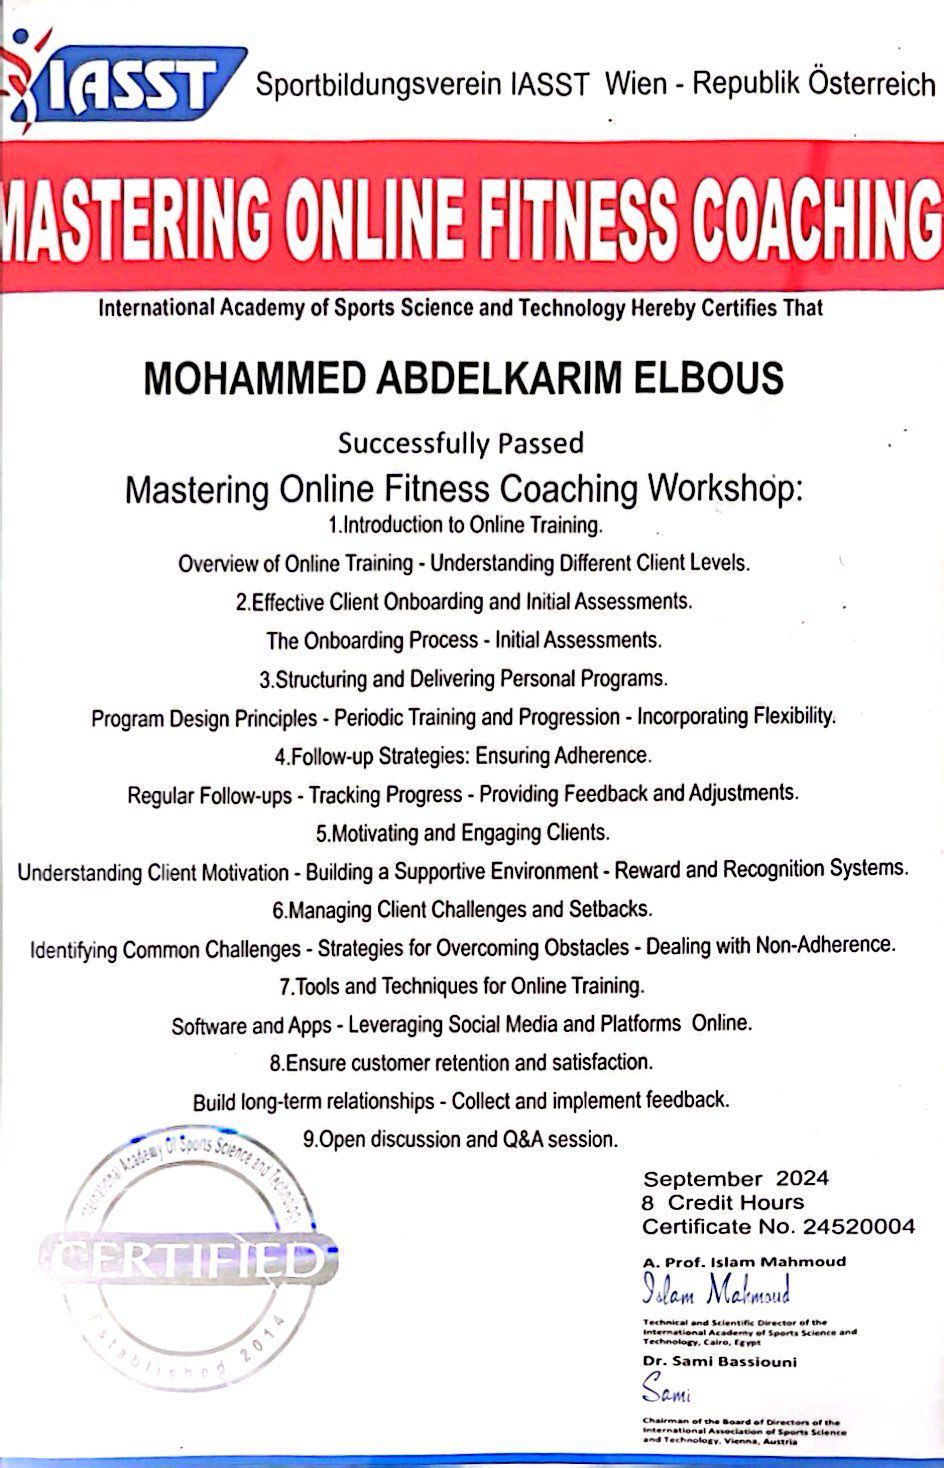 IASST
Sportbildungsverein IASST Wien - Republik Österreich
MASTERING ONLINE FITNESS COACHING
International Academy of Sports Science and Technology Hereby Certifies That
MOHAMMED ABDELKARIM ELBOUS
Successfully Passed
Mastering Online Fitness Coaching Workshop:
1.Introduction to Online Training.
Overview of Online Training - Understanding Different Client Levels.
2.Effective Client Onboarding and Initial Assessments.
The Onboarding Process - Initial Assessments.
3.Structuring and Delivering Personal Programs.
Program Design Principles - Periodic Training and Progression - Incorporating Flexibility.
4.Follow-up Strategies: Ensuring Adherence.
Regular Follow-ups - Tracking Progress - Providing Feedback and Adjustments.
5.Motivating and Engaging Clients.
Understanding Client Motivation - Building a Supportive Environment - Reward and Recognition Systems.
6.Managing Client Challenges and Setbacks.
Identifying Common Challenges - Strategies for Overcoming Obstacles - Dealing with Non-Adherence.
7.Tools and Techniques for Online Training.
Software and Apps - Leveraging Social Media and Platforms Online.
8.Ensure customer retention and satisfaction.
Build long-term relationships - Collect and implement feedback.
9.Open discussion and Q&A session.
International Academy Of Sports Science and Technology
CERTIFIED
Established 2014
September 2024
8 Credit Hours
Certificate No. 24520004
A. Prof. Islam Mahmoud
Islam Mahmoud
Technical and Scientific Director of the
International Academy of Sports Science and
Technology, Cairo, Egypt
Dr. Sami Bassiouni
Sami
Chairman of the Board of Directors of the
International Association of Sports Science
and Technology, Vienna, Austria